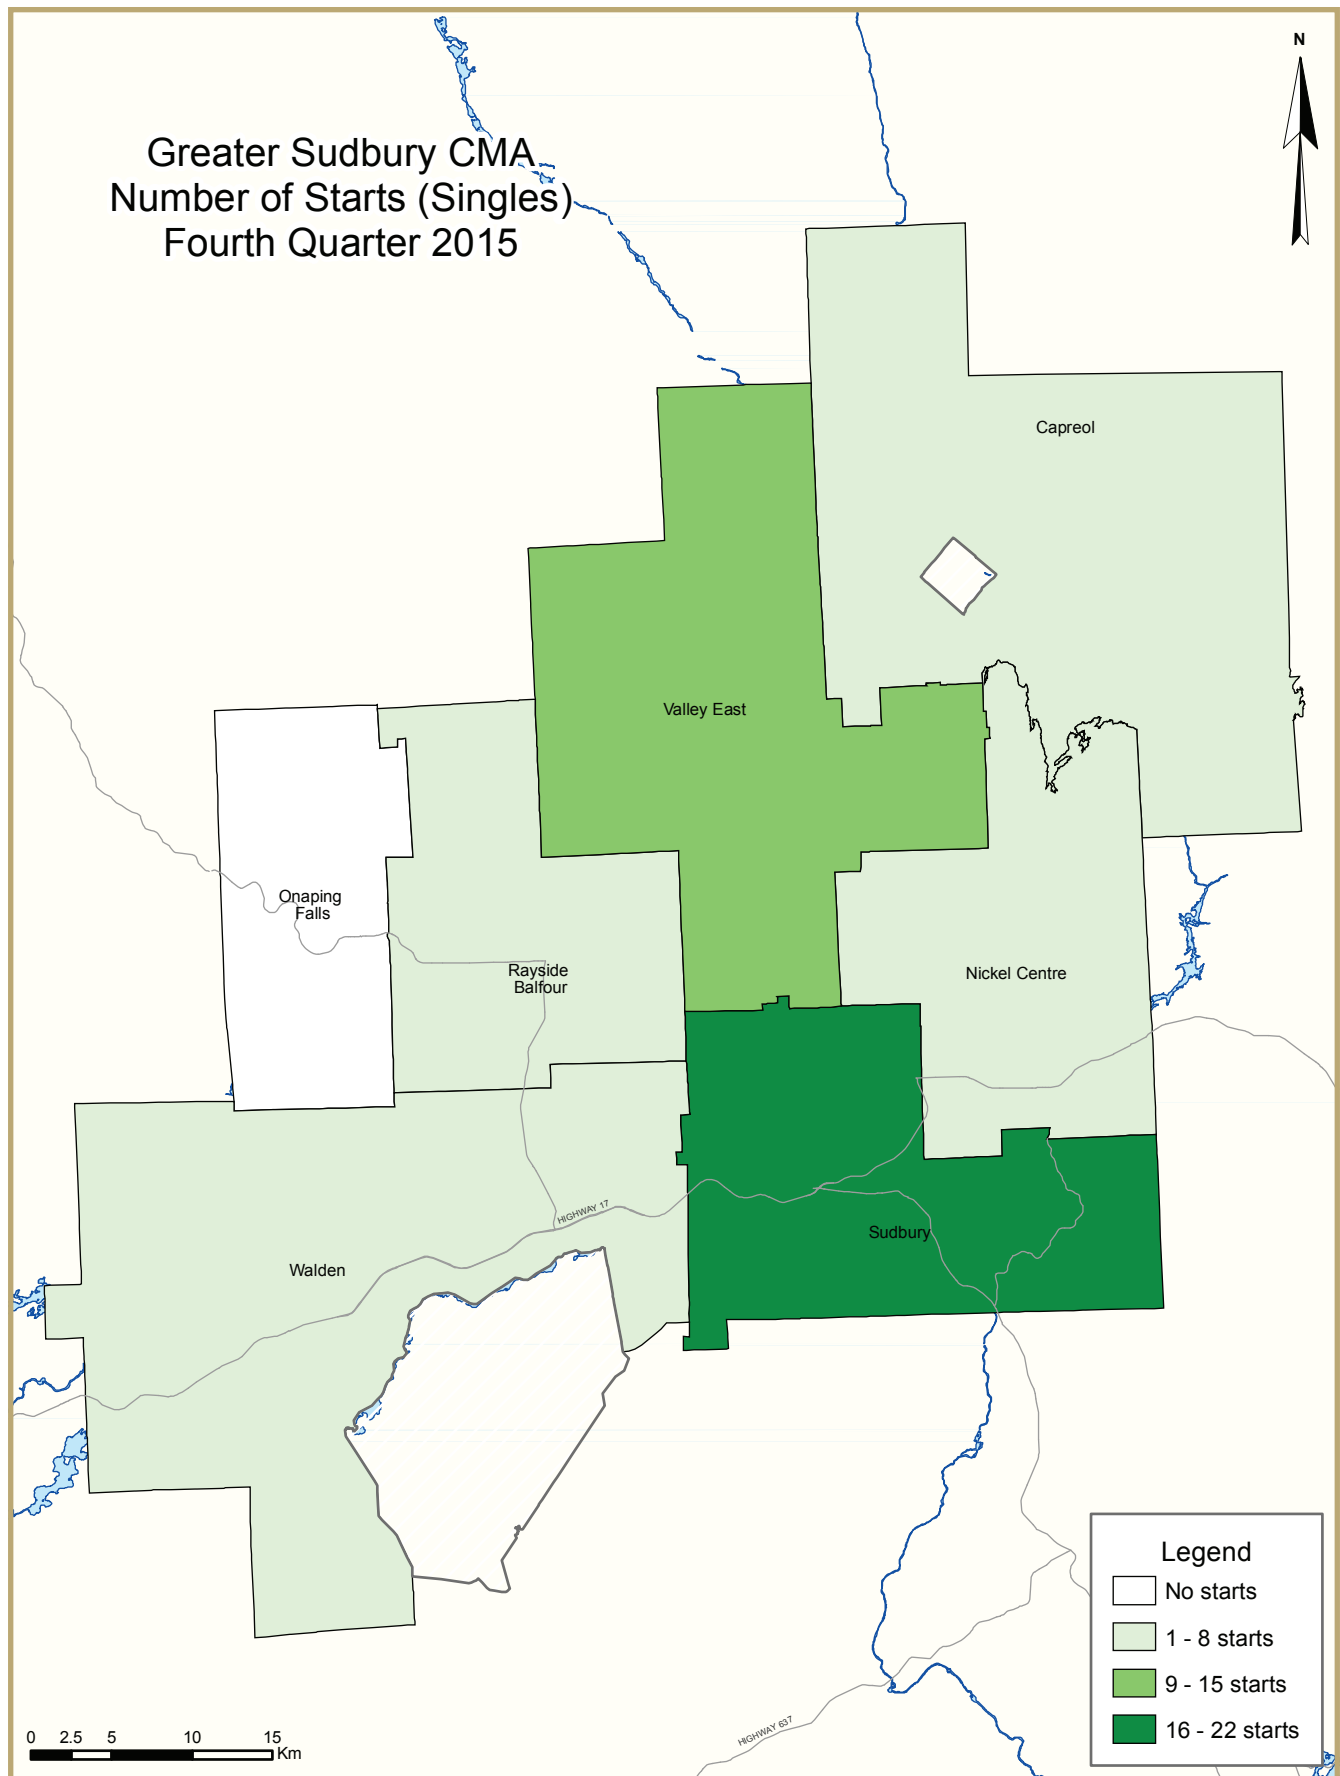 N
Greater Sudbury CMA
Number of Starts (Singles)
Fourth Quarter 2015
Capreol
Valley East
Onaping
Falls
Rayside
Balfour
Nickel Centre
HIGHWAY 17
Sudbury
Walden
Legend
No starts
1 - 8 starts
9 - 15 starts
16 - 22 starts
HIGHWAY 637
0 2.5 5 10 15
Km